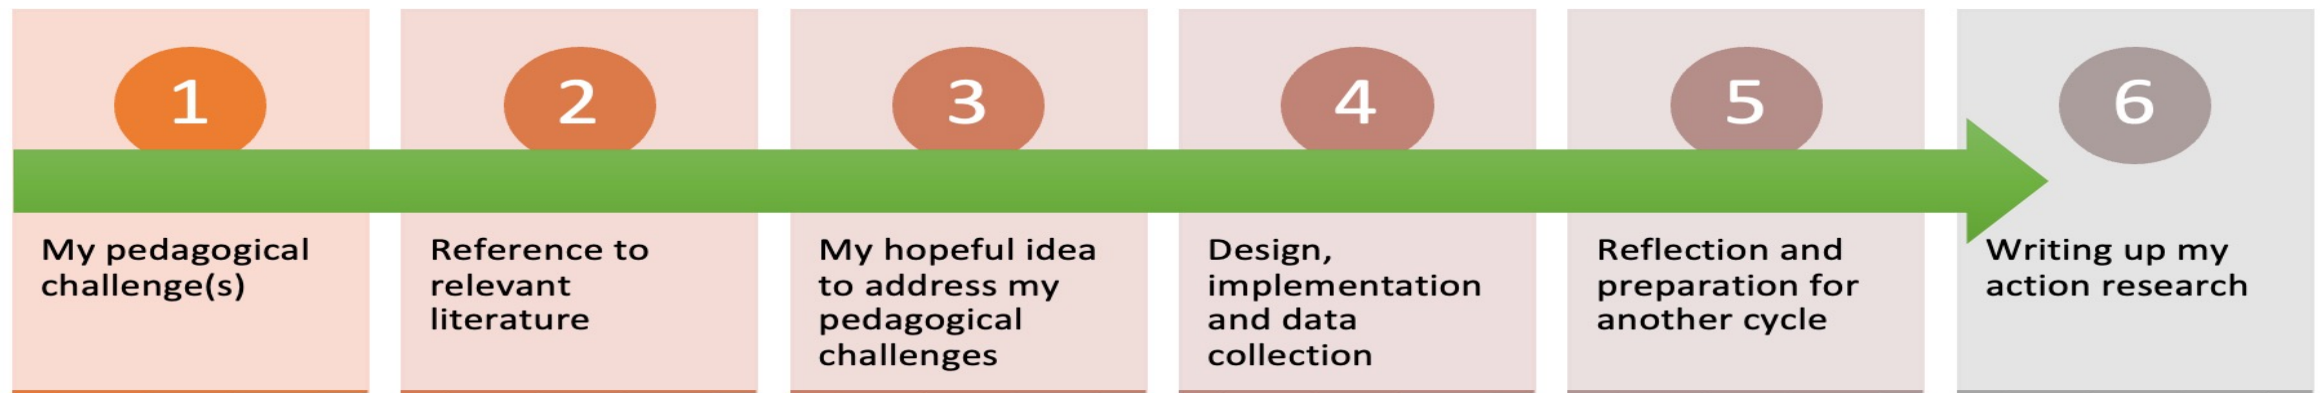 1
My pedagogical
challenge(s)
2
Reference to
relevant
literature
3
My hopeful idea
to address my
pedagogical
challenges
4
Design,
implementation
and data
collection
5
Reflection and
preparation for
another cycle
6
Writing up my
action research